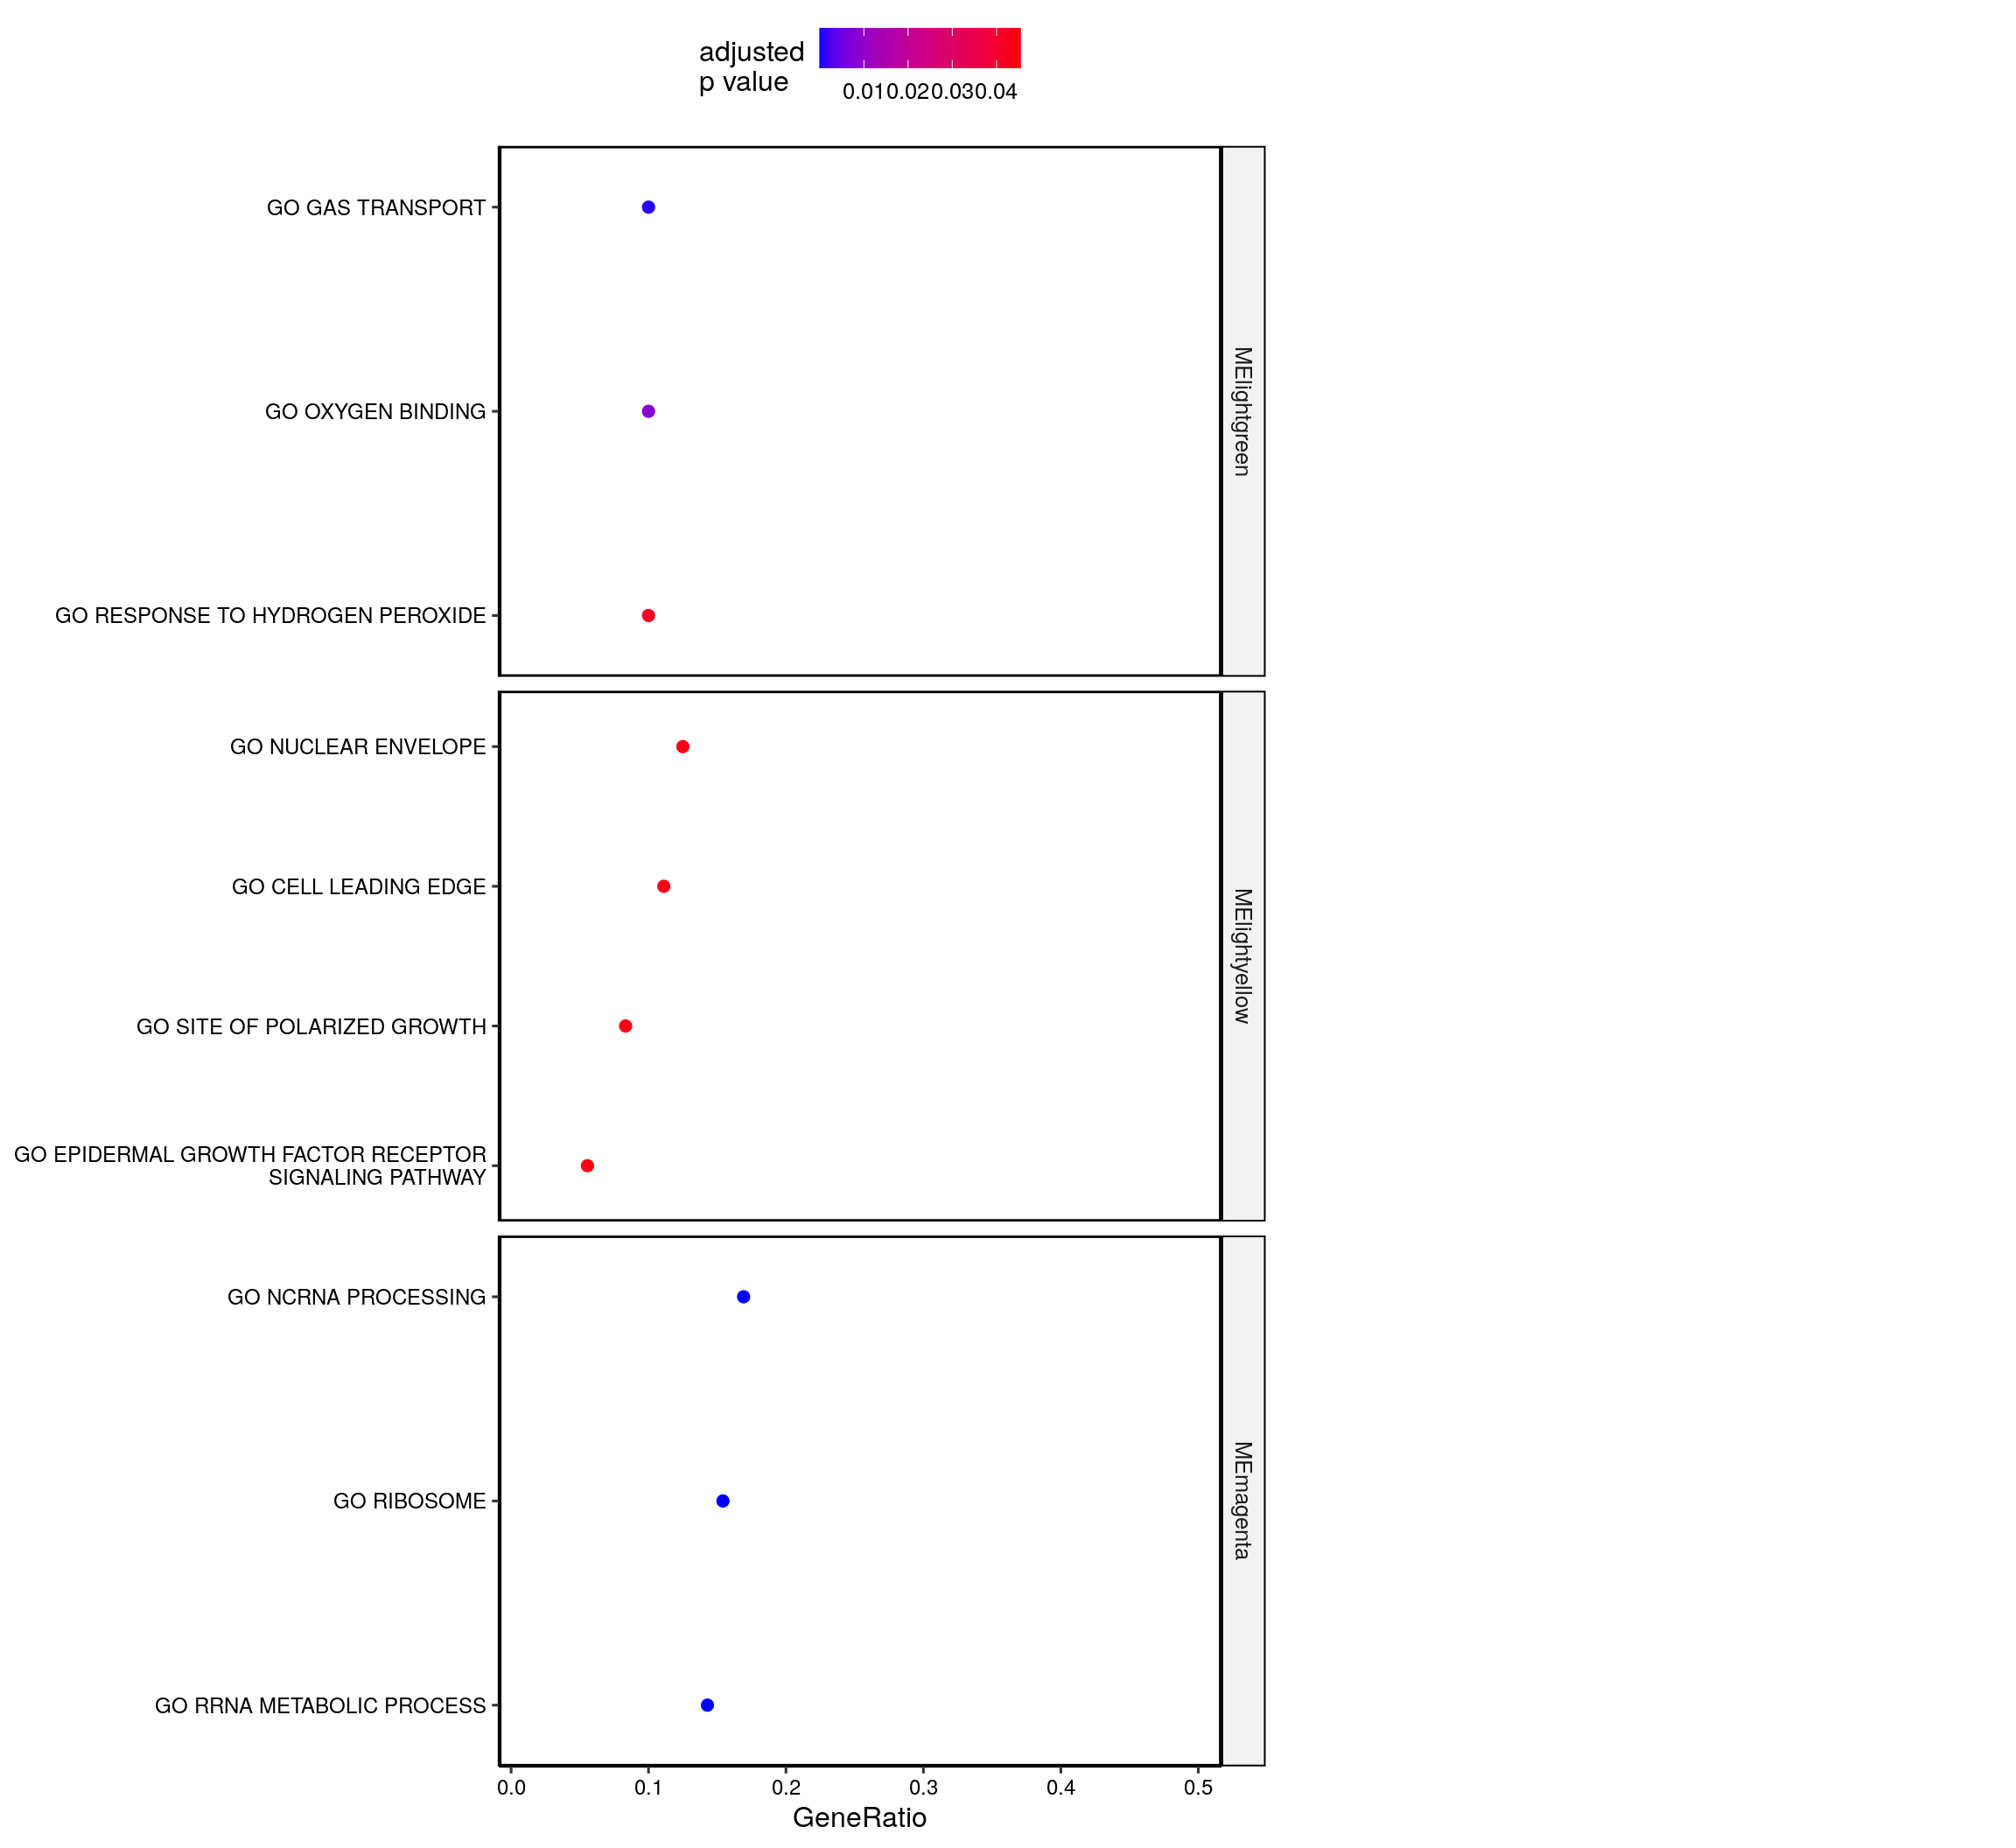 adjusted
p value
0.01 0.02 0.03 0.04
GO GAS TRANSPORT
GO OXYGEN BINDING
GO RESPONSE TO HYDROGEN PEROXIDE
MElightgreen
GO NUCLEAR ENVELOPE
GO CELL LEADING EDGE
GO SITE OF POLARIZED GROWTH
GO EPIDERMAL GROWTH FACTOR RECEPTOR
SIGNALING PATHWAY
MElightyellow
GO NCRNA PROCESSING
GO RIBOSOME
GO RRNA METABOLIC PROCESS
MEmagenta
0.0 0.1 0.2 0.3 0.4 0.5
GeneRatio